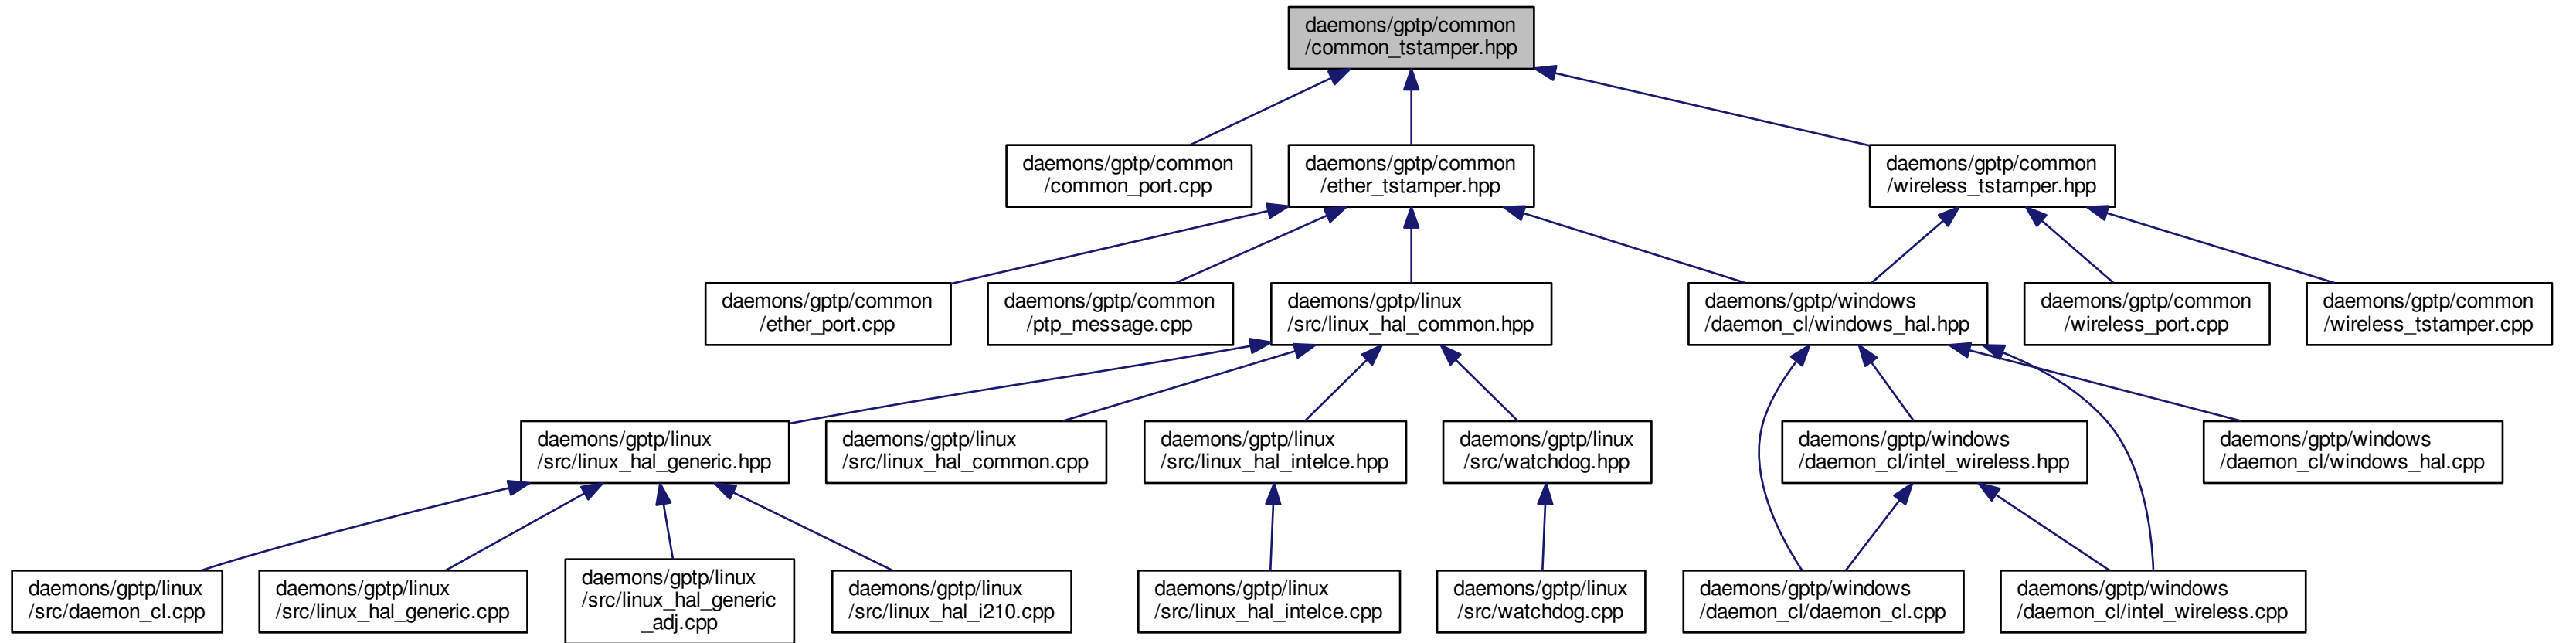 daemons/gptp/common
/common_tstamper.hpp
daemons/gptp/common
/common_port.cpp
daemons/gptp/common
/ether_tstamper.hpp
daemons/gptp/common
/wireless_tstamper.hpp
daemons/gptp/common
/ether_port.cpp
daemons/gptp/common
/ptp_message.cpp
daemons/gptp/linux
/src/linux_hal_common.hpp
daemons/gptp/windows
/daemon_cl/windows_hal.hpp
daemons/gptp/common
/wireless_port.cpp
daemons/gptp/common
/wireless_tstamper.cpp
daemons/gptp/linux
/src/linux_hal_generic.hpp
daemons/gptp/linux
/src/linux_hal_common.cpp
daemons/gptp/linux
/src/linux_hal_intelce.hpp
daemons/gptp/linux
/src/watchdog.hpp
daemons/gptp/windows
/daemon_cl/intel_wireless.hpp
daemons/gptp/windows
/daemon_cl/windows_hal.cpp
daemons/gptp/linux
/src/daemon_cl.cpp
daemons/gptp/linux
/src/linux_hal_generic.cpp
daemons/gptp/linux
/src/linux_hal_generic
_adj.cpp
daemons/gptp/linux
/src/linux_hal_i210.cpp
daemons/gptp/linux
/src/linux_hal_intelce.cpp
daemons/gptp/linux
/src/watchdog.cpp
daemons/gptp/windows
/daemon_cl/daemon_cl.cpp
daemons/gptp/windows
/daemon_cl/intel_wireless.cpp